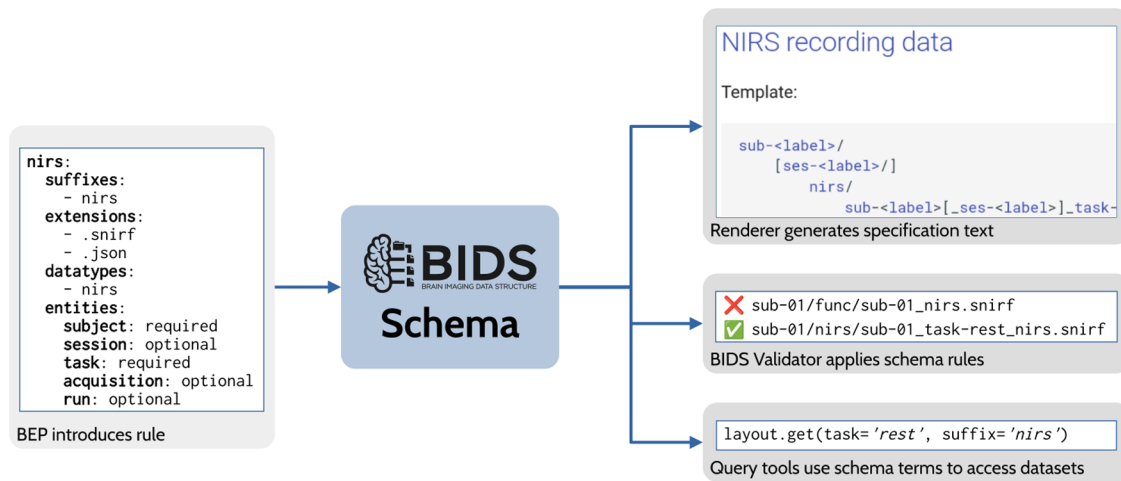 nirs:
suffixes:
- nirs
extensions:
- .snirf
- .json
datatypes:
- nirs
entities:
subject: required
session: optional
task: required
acquisition: optional
run: optional
BEP introduces rule
BIDS
BRAIN IMAGING DATA STRUCTURE
Schema
NIRS recording data
Template:
sub-<label>/
[ses-<label>/]
nirs/
sub-<label>[_ses-<label>]_task-
Renderer generates specification text
❌ sub-01/func/sub-01_nirs.snirf
✅ sub-01/nirs/sub-01_task-rest_nirs.snirf
BIDS Validator applies schema rules
layout.get(task='rest', suffix='nirs')
Query tools use schema terms to access datasets